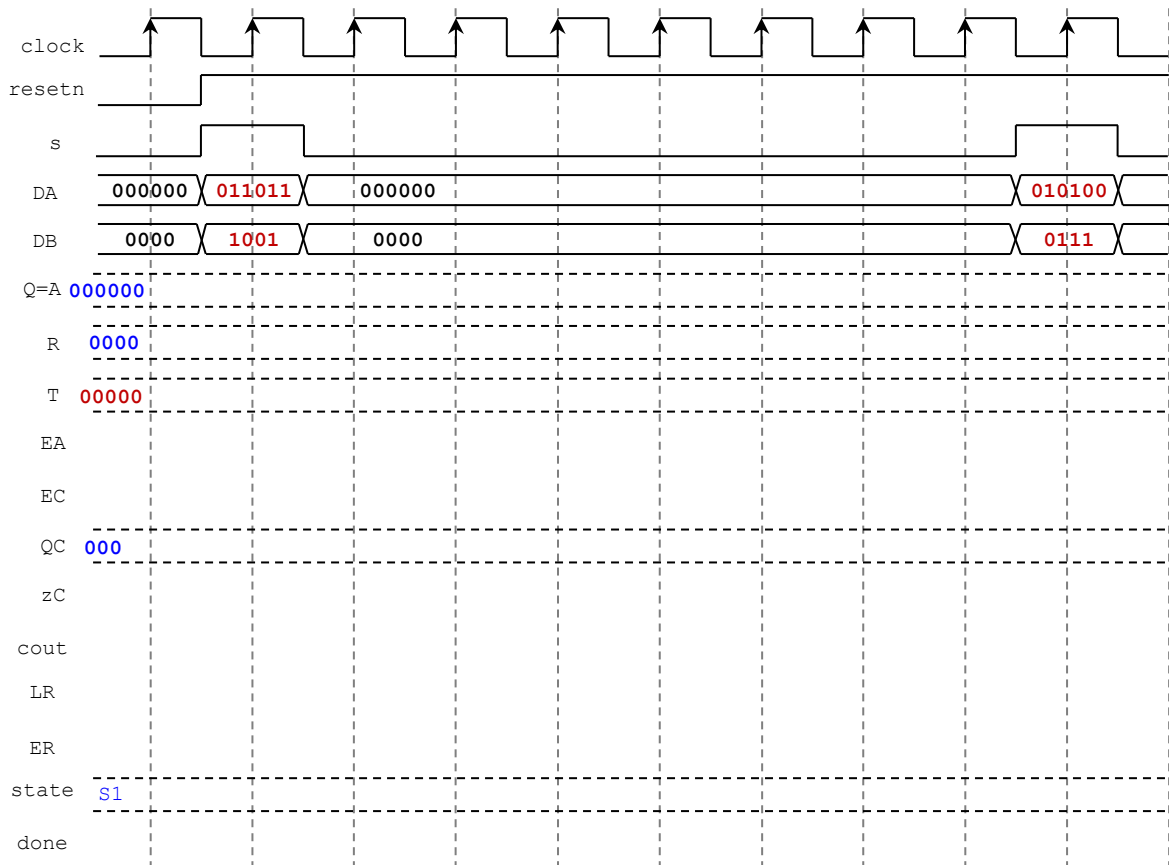 clock
resetn
s
DA 000000 011011 000000 010100
DB 0000 1001 0000 0111
Q=A 000000
R 0000
T 00000
EA
EC
QC 000
zC
cout
LR
ER
state S1
done